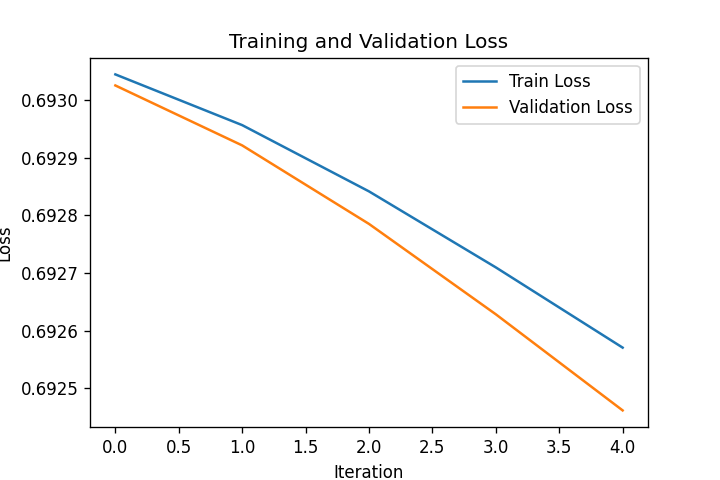 Training and Validation Loss
Train Loss
Validation Loss
0.6930
0.6929
0.6928
0.6927
0.6926
0.6925
Loss
0.0 0.5 1.0 1.5 2.0 2.5 3.0 3.5 4.0
Iteration